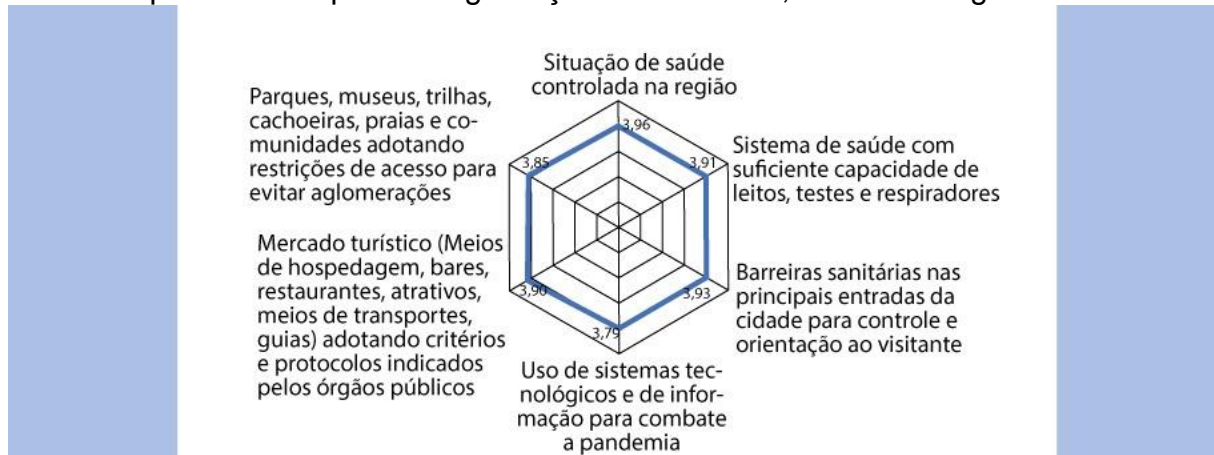 Situação de saúde
controlada na região
3,96
Parques, museus, trilhas,
cachoeiras, praias e co-
munidades adotando
restrições de acesso para
evitar aglomerações
3,85
3,91
Sistema de saúde com
suficiente capacidade de
leitos, testes e respiradores
Mercado turístico (Meios
de hospedagem, bares,
restaurantes, atrativos,
meios de transportes,
guias) adotando critérios
e protocolos indicados
pelos órgãos públicos
3,90
3,93
Barreiras sanitárias nas
principais entradas da
cidade para controle e
orientação ao visitante
3,79
Uso de sistemas tec-
nológicos e de infor-
mação para combate
a pandemia